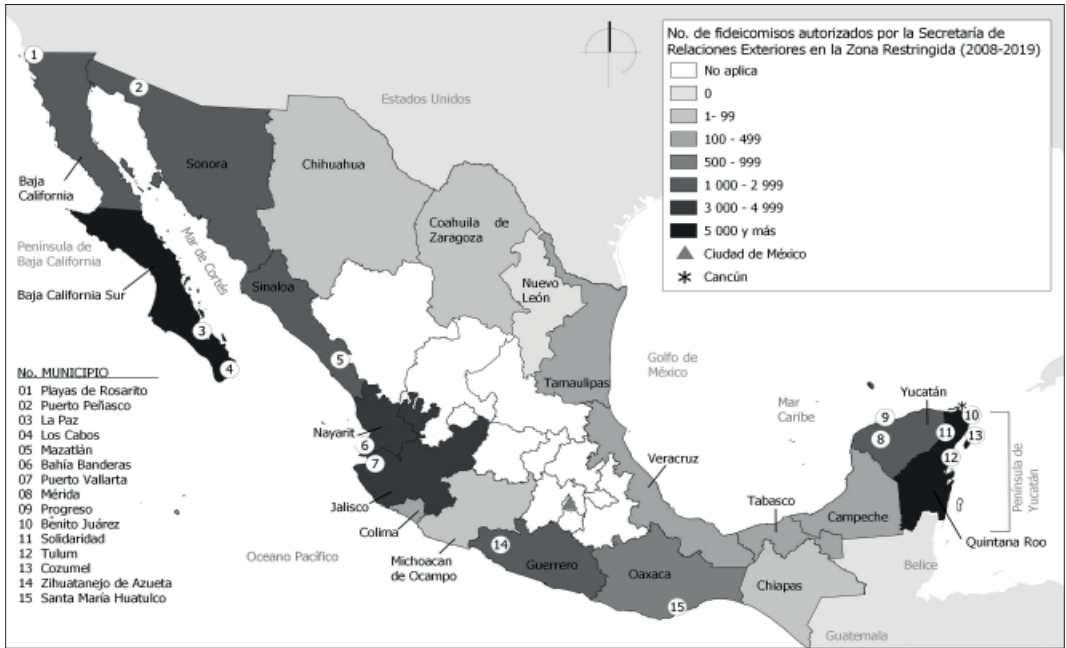 No. de fideicomisos autorizados por la Secretaría de
Relaciones Exteriores en la Zona Restringida (2008-2019)
No aplica
0
1- 99
100 - 499
500 - 999
1 000 - 2 999
3 000 - 4 999
5 000 y más
Ciudad de México
Cancún
1
2
Estados Unidos
Sonora
Chihuahua
Baja
California
Coahuila de
Zaragoza
Península de
Baja California
Mar de Cortés
Baja California Sur
Sinaloa
Nuevo
León
3
4
5
Golfo de
México
Tamaulipas
Mar
Caribe
Yucatán
9
10
8
11
13
12
Península de
Yucatán
Nayarit
6
7
Veracruz
Jalisco
Colima
Tabasco
Campeche
Quintana Roo
Oceano Pacífico
Michoacan
de Ocampo
14
Guerrero
Oaxaca
Chiapas
Belice
15
Guatemala
No. MUNICIPIO
01 Playas de Rosarito
02 Puerto Peñasco
03 La Paz
04 Los Cabos
05 Mazatlán
06 Bahía Banderas
07 Puerto Vallarta
08 Mérida
09 Progreso
10 Benito Juárez
11 Solidaridad
12 Tulum
13 Cozumel
14 Zihuatanejo de Azueta
15 Santa María Huatulco